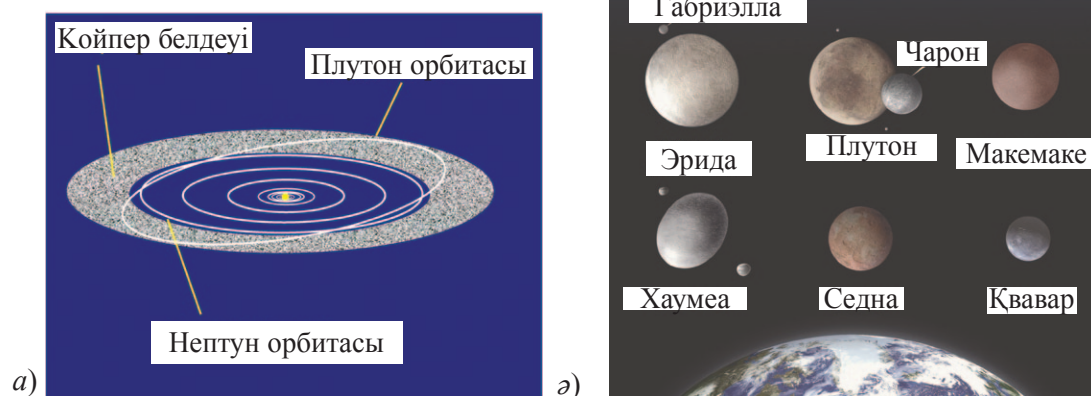 Койпер белдеуі
Плутон орбитасы
Нептун орбитасы
а)
Габриэлла
Чарон
Эрида
Плутон
Макемаке
Хаумеа
Седна
Қвавар
ә)